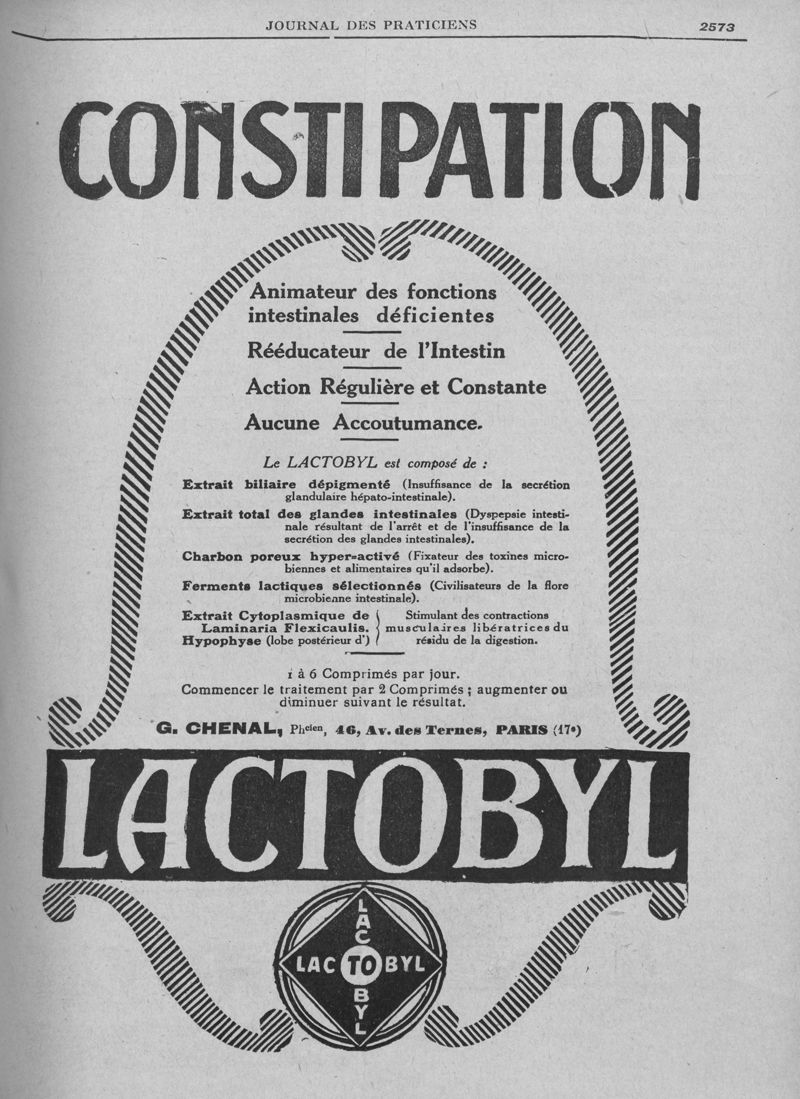 JOURNAL DES PRATICIENS
2573
CONSTIPATION
Animateur des fonctions
intestinales déficientes
Rééducateur de l'Intestin
Action Régulière et Constante
Aucune Accoutumance.
Le LACTOBYL est composé de :
Extrait biliaire dépigmenté (Insuffisance de la secrétion
glandulaire hépato-intestinale).
Extrait total des glandes intestinales (Dyspepsie intesti-
nale résultant de l'arrêt et de l'insuffisance de la
secrétion des glandes intestinales).
Charbon poreux hyper=activé (Fixateur des toxines micro-
biennes et alimentaires qu'il adsorbe).
Ferments lactiques sélectionnés (Civilisateurs de la flore
microbienne intestinale).
Extrait Cytoplasmique de
Laminaria Flexicaulis.
Hypophyse (lobe postérieur d')
Stimulant des contractions
musculaires libératrices du
résidu de la digestion.
1 à 6 Comprimés par jour.
Commencer le traitement par 2 Comprimés ; augmenter ou
diminuer suivant le résultat.
G. CHENAL, Phcien, 46, Av. des Ternes, PARIS (17e)
LACTOBYL
LACTOBYL
LACTOBYL